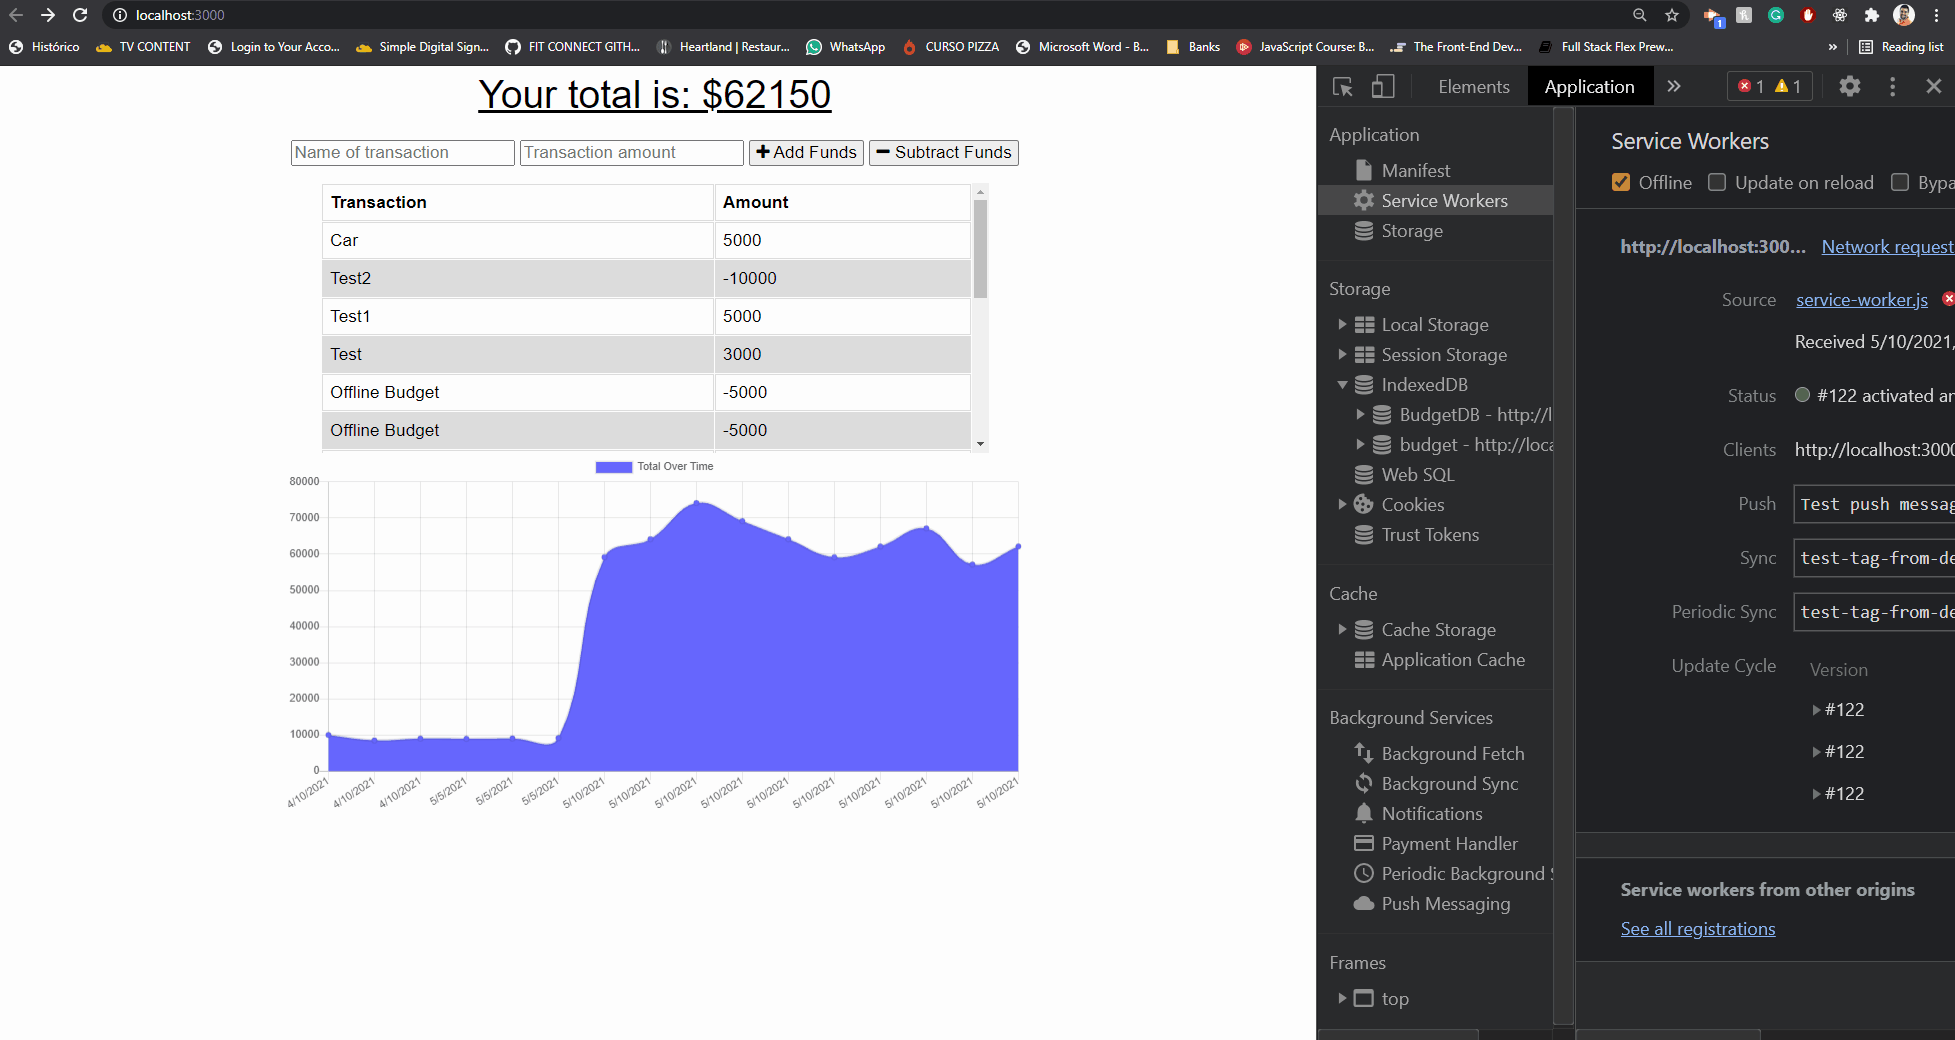 localhost:3000
1
Histórico
TV CONTENT
Login to Your Acco...
Simple Digital Sign...
FIT CONNECT GITH...
Heartland | Restaur...
WhatsApp
CURSO PIZZA
Microsoft Word - B...
Banks
JavaScript Course: B...
The Front-End Dev...
Full Stack Flex Prew...
»
Reading list
Your total is: $62150
Name of transaction
Transaction amount
Add Funds
Subtract Funds
Transaction Amount
Car 5000
Test2 -10000
Test1 5000
Test 3000
Offline Budget -5000
Offline Budget -5000
Total Over Time
80000
70000
60000
50000
40000
30000
20000
10000
0
4/10/2021
4/10/2021
4/10/2021
5/5/2021
5/5/2021
5/5/2021
5/10/2021
5/10/2021
5/10/2021
5/10/2021
5/10/2021
5/10/2021
5/10/2021
5/10/2021
5/10/2021
5/10/2021
Elements
Application
»
1
1
Application
Manifest
Service Workers
Storage
Storage
Local Storage
Session Storage
IndexedDB
BudgetDB - http://l
budget - http://loca
Web SQL
Cookies
Trust Tokens
Cache
Cache Storage
Application Cache
Background Services
Background Fetch
Background Sync
Notifications
Payment Handler
Periodic Background S
Push Messaging
Frames
top
Service Workers
Offline
Update on reload
Bypa
http://localhost:300...
Network request
Source service-worker.js
Received 5/10/2021,
Status #122 activated an
Clients http://localhost:3000
Push Test push messag
Sync test-tag-from-de
Periodic Sync test-tag-from-de
Update Cycle Version
#122
#122
#122
Service workers from other origins
See all registrations